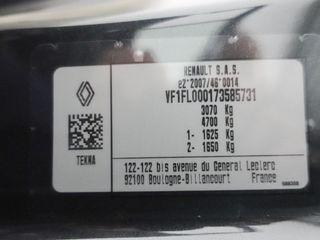 RENAULT S.A.S.
e2*2007/46*0014
VF1FL000173585731
3070 Kg
4700 Kg
1- 1625 Kg
2- 1650 Kg
TEKNA
122-122 bis avenue du General Leclerc
92100 Boulogne-Billancourt France